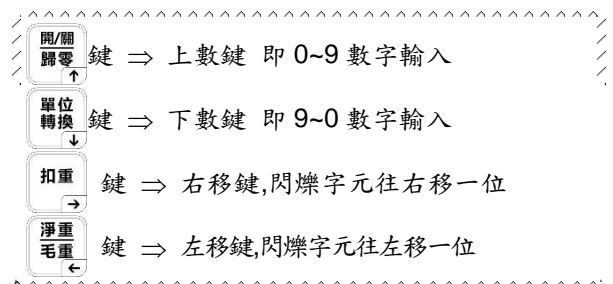 開/關
歸零 ↑ 鍵 ⇒ 上數鍵 即 0~9 數字輸入
單位
轉換 ↓ 鍵 ⇒ 下數鍵 即 9~0 數字輸入
扣重 → 鍵 ⇒ 右移鍵,閃爍字元往右移一位
淨重
毛重 ← 鍵 ⇒ 左移鍵,閃爍字元往左移一位